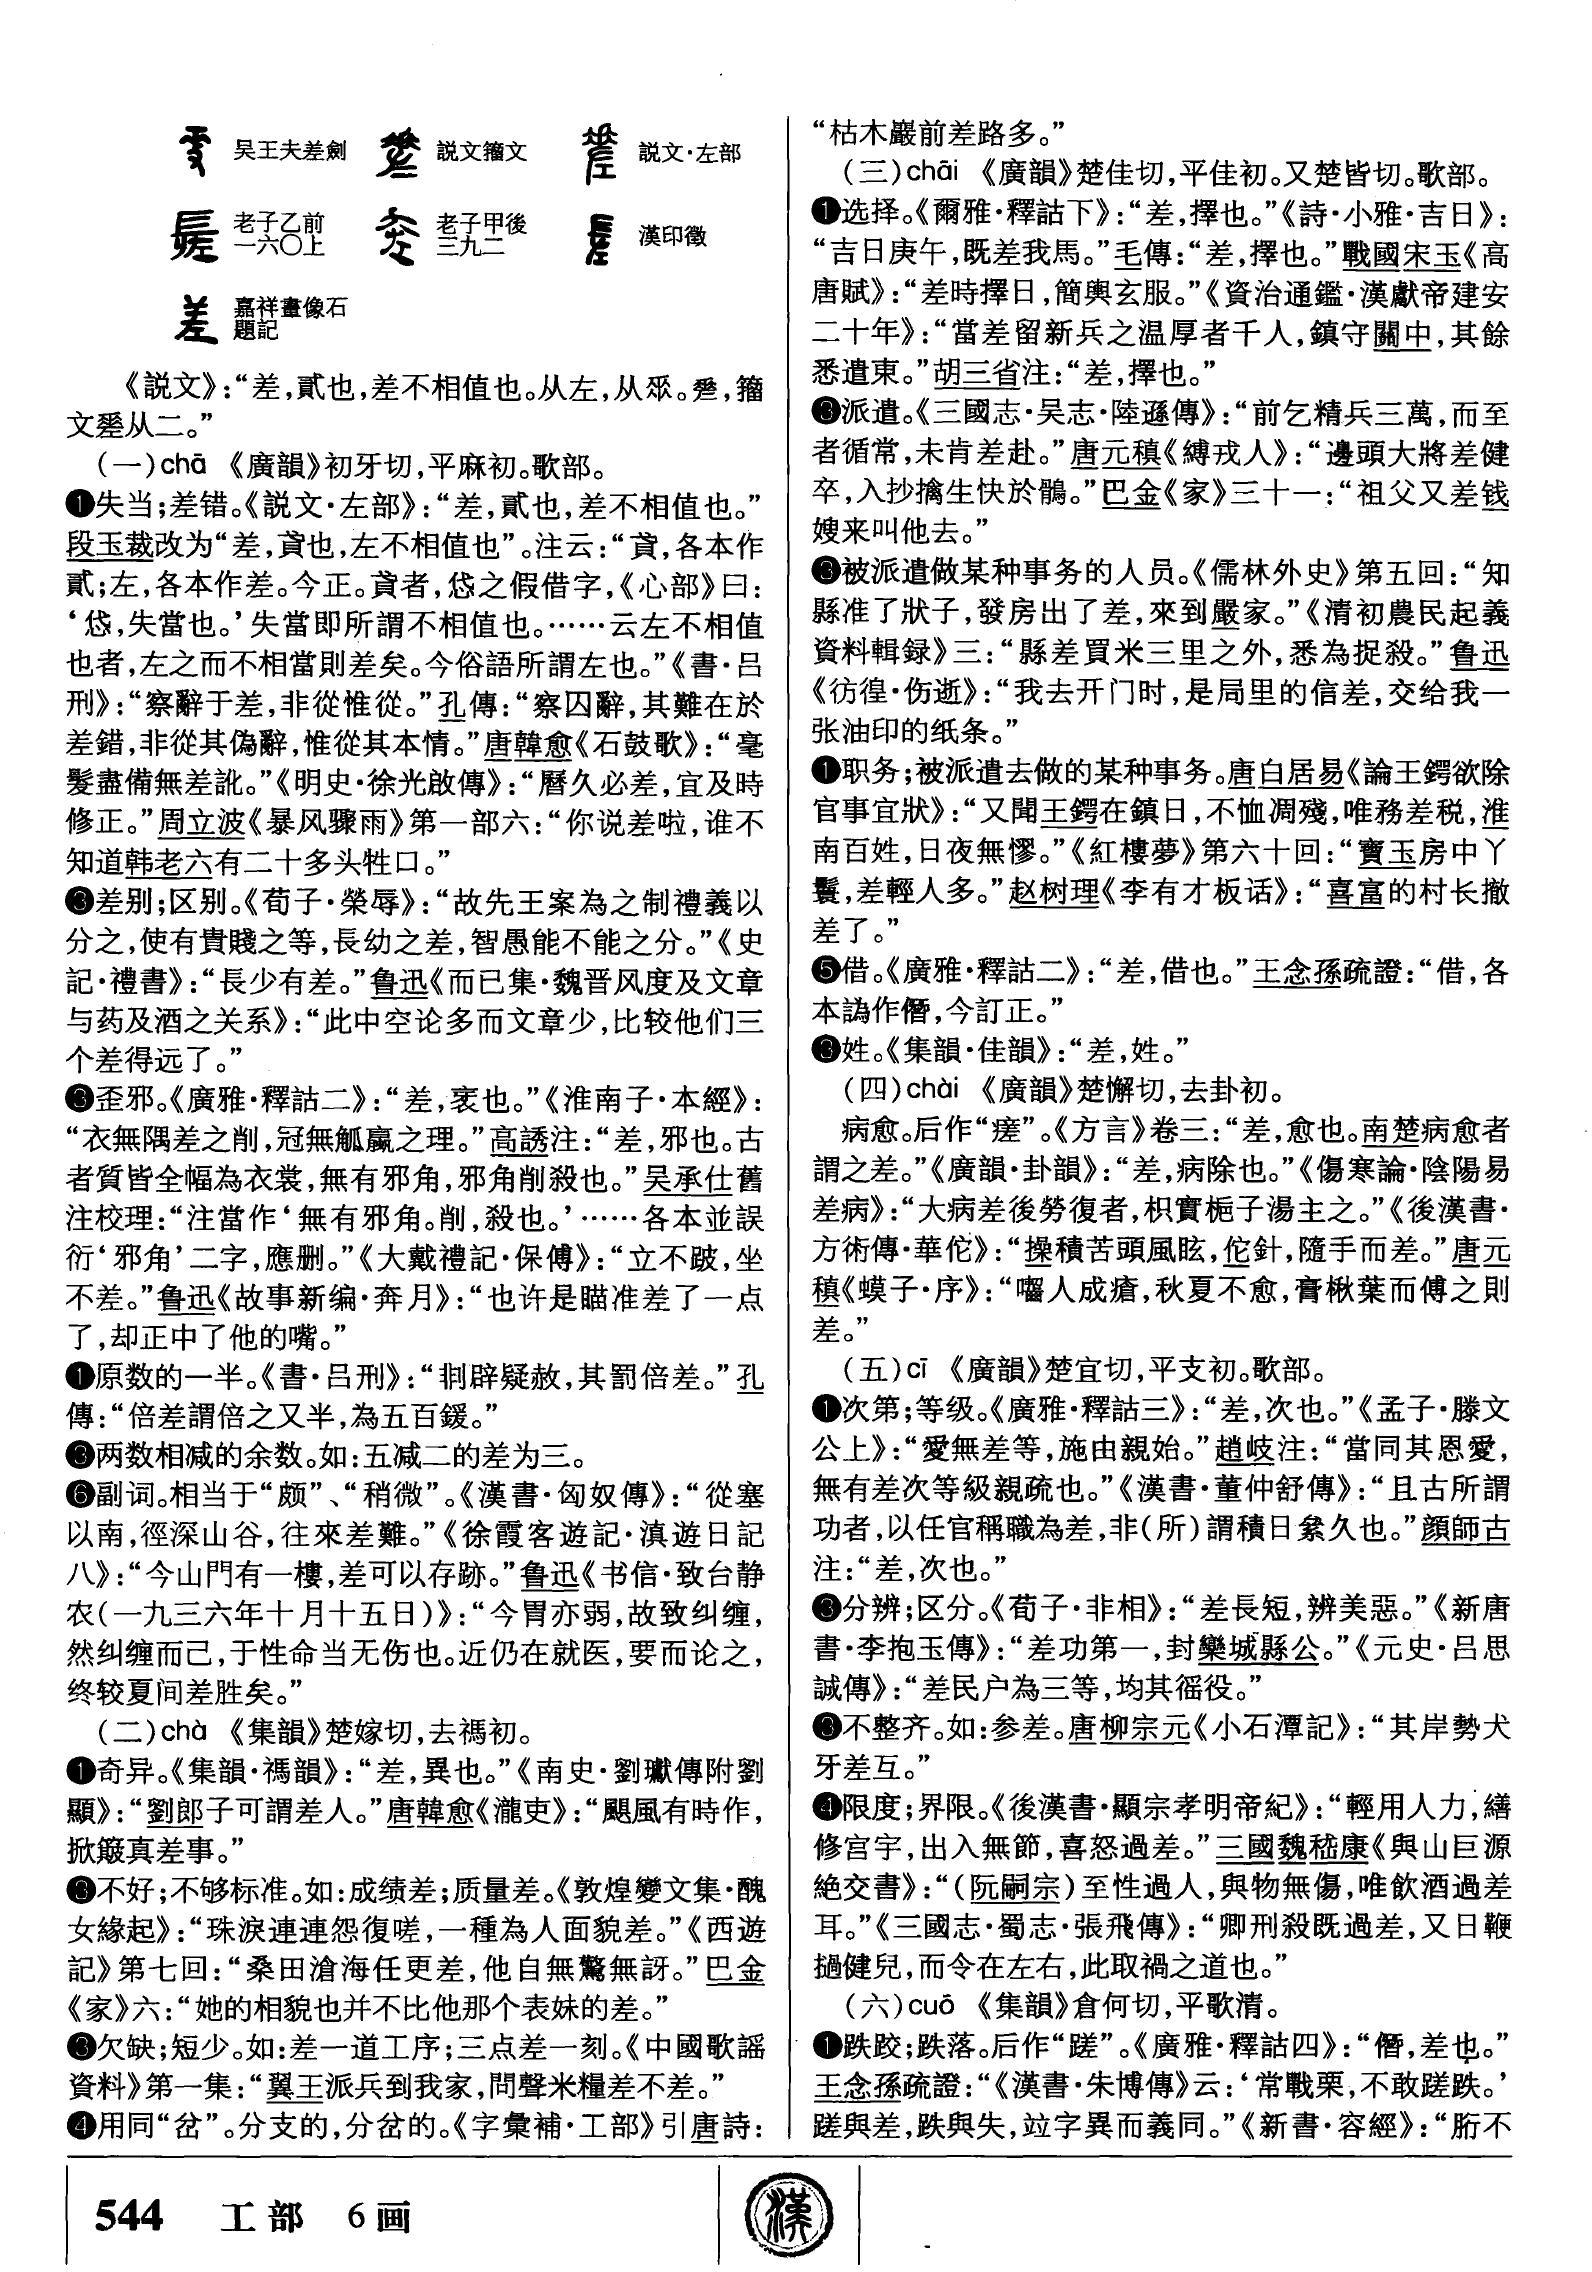 吴王夫差劍　説文籀文　説文·左部
老子乙前一六〇上　老子甲後三九二　漢印徵
嘉祥畫像石題記
《説文》：“差，貳也，差不相值也。从左，从𠂹。𢀩，籀
文𢀩从二。”
(一)chā 《廣韻》初牙切，平麻初。歌部。
❶失当；差错。《説文·左部》：“差，貳也，差不相值也。”
段玉裁改为“差，貣也，左不相值也”。注云：“貣，各本作
貳；左，各本作差。今正。貣者，㤫之假借字，《心部》曰：
‘㤫，失當也。’失當即所謂不相值也。……云左不相值
也者，左之而不相當則差矣。今俗語所謂左也。”《書·吕
刑》：“察辭于差，非從惟從。”孔傳：“察囚辭，其難在於
差錯，非從其偽辭，惟從其本情。”唐韓愈《石鼓歌》：“毫
髮盡備無差訛。”《明史·徐光啟傳》：“曆久必差，宜及時
修正。”周立波《暴风骤雨》第一部六：“你说差啦，谁不
知道韩老六有二十多头牲口。”
❷差别；区别。《荀子·榮辱》：“故先王案為之制禮義以
分之，使有貴賤之等，長幼之差，智愚能不能之分。”《史
記·禮書》：“長少有差。”鲁迅《而已集·魏晋风度及文章
与药及酒之关系》：“此中空论多而文章少，比较他们三
个差得远了。”
❸歪邪。《廣雅·釋詁二》：“差，衺也。”《淮南子·本經》：
“衣無隅差之削，冠無觚蠃之理。”高誘注：“差，邪也。古
者質皆全幅為衣裳，無有邪角，邪角削殺也。”吴承仕舊
注校理：“注當作‘無有邪角。削，殺也。’……各本並誤
衍‘邪角’二字，應删。”《大戴禮記·保傅》：“立不跛，坐
不差。”鲁迅《故事新编·奔月》：“也许是瞄准差了一点
了，却正中了他的嘴。”
❹原数的一半。《書·吕刑》：“剕辟疑赦，其罰倍差。”孔
傳：“倍差謂倍之又半，為五百鍰。”
❺两数相减的余数。如：五减二的差为三。
❻副词。相当于“颇”、“稍微”。《漢書·匈奴傳》：“從塞
以南，徑深山谷，往來差難。”《徐霞客遊記·滇遊日記
八》：“今山門有一樓，差可以存跡。”鲁迅《书信·致台静
农(一九三六年十月十五日)》：“今胃亦弱，故致纠缠，
然纠缠而已，于性命当无伤也。近仍在就医，要而论之，
终较夏间差胜矣。”
(二)chà 《集韻》楚嫁切，去禡初。
❶奇异。《集韻·禡韻》：“差，異也。”《南史·劉瓛傳附劉
顯》：“劉郎子可謂差人。”唐韓愈《瀧吏》：“颶風有時作，
掀簸真差事。”
❷不好；不够标准。如：成绩差；质量差。《敦煌變文集·醜
女緣起》：“珠淚連連怨復嗟，一種為人面貌差。”《西遊
記》第七回：“桑田滄海任更差，他自無驚無訝。”巴金
《家》六：“她的相貌也并不比他那个表妹的差。”
❸欠缺；短少。如：差一道工序；三点差一刻。《中國歌謡
資料》第一集：“翼王派兵到我家，問聲米糧差不差。”
❹用同“岔”。分支的，分岔的。《字彙補·工部》引唐詩：
“枯木巖前差路多。”
(三)chāi 《廣韻》楚佳切，平佳初。又楚皆切。歌部。
❶选择。《爾雅·釋詁下》：“差，擇也。”《詩·小雅·吉日》：
“吉日庚午，既差我馬。”毛傳：“差，擇也。”戰國宋玉《高
唐賦》：“差時擇日，簡輿玄服。”《資治通鑑·漢獻帝建安
二十年》：“當差留新兵之温厚者千人，鎮守關中，其餘
悉遣東。”胡三省注：“差，擇也。”
❷派遣。《三國志·吴志·陸遜傳》：“前乞精兵三萬，而至
者循常，未肯差赴。”唐元稹《縛戎人》：“邊頭大將差健
卒，入抄擒生快於鶻。”巴金《家》三十一：“祖父又差钱
嫂来叫他去。”
❸被派遣做某种事务的人员。《儒林外史》第五回：“知
縣准了狀子，發房出了差，來到嚴家。”《清初農民起義
資料輯録》三：“縣差買米三里之外，悉為捉殺。”鲁迅
《彷徨·伤逝》：“我去开门时，是局里的信差，交给我一
张油印的纸条。”
❹职务；被派遣去做的某种事务。唐白居易《論王鍔欲除
官事宜狀》：“又聞王鍔在鎮日，不恤凋殘，唯務差税，淮
南百姓，日夜無憀。”《紅樓夢》第六十回：“寶玉房中丫
鬟，差輕人多。”赵树理《李有才板话》：“喜富的村长撤
差了。”
❺借。《廣雅·釋詁二》：“差，借也。”王念孫疏證：“借，各
本譌作僭，今訂正。”
❻姓。《集韻·佳韻》：“差，姓。”
(四)chài 《廣韻》楚懈切，去卦初。
病愈。后作“瘥”。《方言》卷三：“差，愈也。南楚病愈者
謂之差。”《廣韻·卦韻》：“差，病除也。”《傷寒論·陰陽易
差病》：“大病差後勞復者，枳實梔子湯主之。”《後漢書·
方術傳·華佗》：“操積苦頭風眩，佗針，隨手而差。”唐元
稹《蟆子·序》：“囓人成瘡，秋夏不愈，膏楸葉而傅之則
差。”
(五)cī 《廣韻》楚宜切，平支初。歌部。
❶次第；等级。《廣雅·釋詁三》：“差，次也。”《孟子·滕文
公上》：“愛無差等，施由親始。”趙岐注：“當同其恩愛，
無有差次等級親疏也。”《漢書·董仲舒傳》：“且古所謂
功者，以任官稱職為差，非(所)謂積日絫久也。”顔師古
注：“差，次也。”
❷分辨；区分。《荀子·非相》：“差長短，辨美惡。”《新唐
書·李抱玉傳》：“差功第一，封欒城縣公。”《元史·吕思
誠傳》：“差民户為三等，均其徭役。”
❸不整齐。如：参差。唐柳宗元《小石潭記》：“其岸勢犬
牙差互。”
❹限度；界限。《後漢書·顯宗孝明帝紀》：“輕用人力，繕
修宫宇，出入無節，喜怒過差。”三國魏嵇康《與山巨源
絶交書》：“(阮嗣宗)至性過人，與物無傷，唯飲酒過差
耳。”《三國志·蜀志·張飛傳》：“卿刑殺既過差，又日鞭
撾健兒，而令在左右，此取禍之道也。”
(六)cuō 《集韻》倉何切，平歌清。
❶跌跤；跌落。后作“蹉”。《廣雅·釋詁四》：“僭，差也。”
王念孫疏證：“《漢書·朱博傳》云：‘常戰栗，不敢蹉跌。’
蹉與差，跌與失，竝字異而義同。”《新書·容經》：“胻不
544 工部 6画
漢